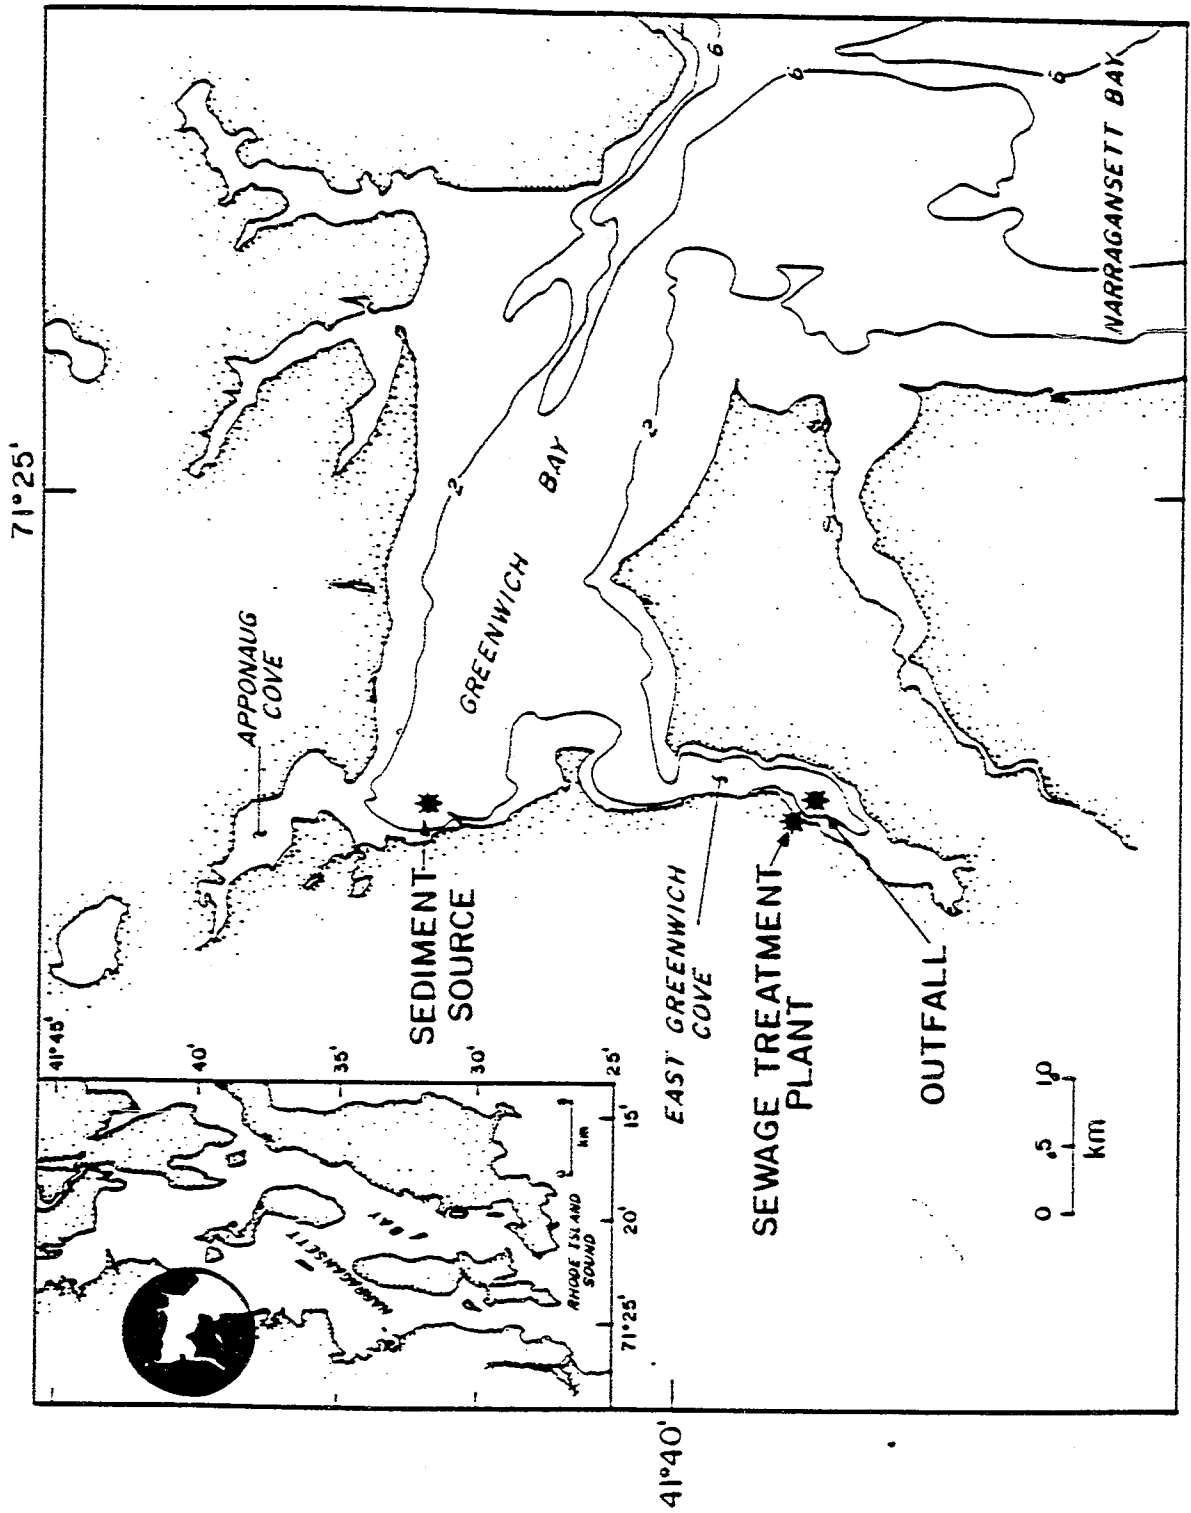 71°25'
41°40'
APPONAUG
COVE
GREENWICH
BAY
NARRAGANSETT BAY
2
2
6
6
6
SEDIMENT
SOURCE
EAST GREENWICH
COVE
SEWAGE TREATMENT
PLANT
OUTFALL
0 .5 1.0
km
41°45'
40'
35'
30'
25'
15'
20'
71°25'
NARRAGANSETT
BAY
RHODE ISLAND
SOUND
km